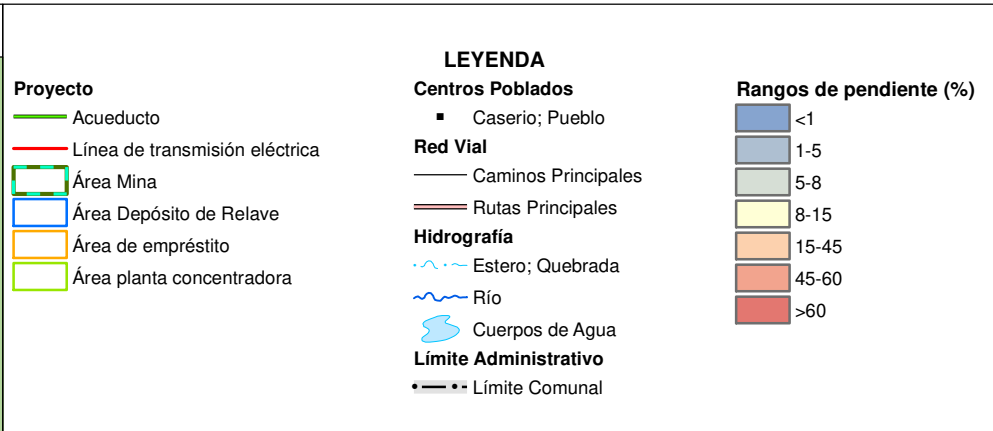 LEYENDA
Proyecto
Acueducto
Línea de transmisión eléctrica
Área Mina
Área Depósito de Relave
Área de empréstito
Área planta concentradora
Centros Poblados
Caserio; Pueblo
Red Vial
Caminos Principales
Rutas Principales
Hidrografía
Estero; Quebrada
Río
Cuerpos de Agua
Límite Administrativo
Límite Comunal
Rangos de pendiente (%)
<1
1-5
5-8
8-15
15-45
45-60
>60